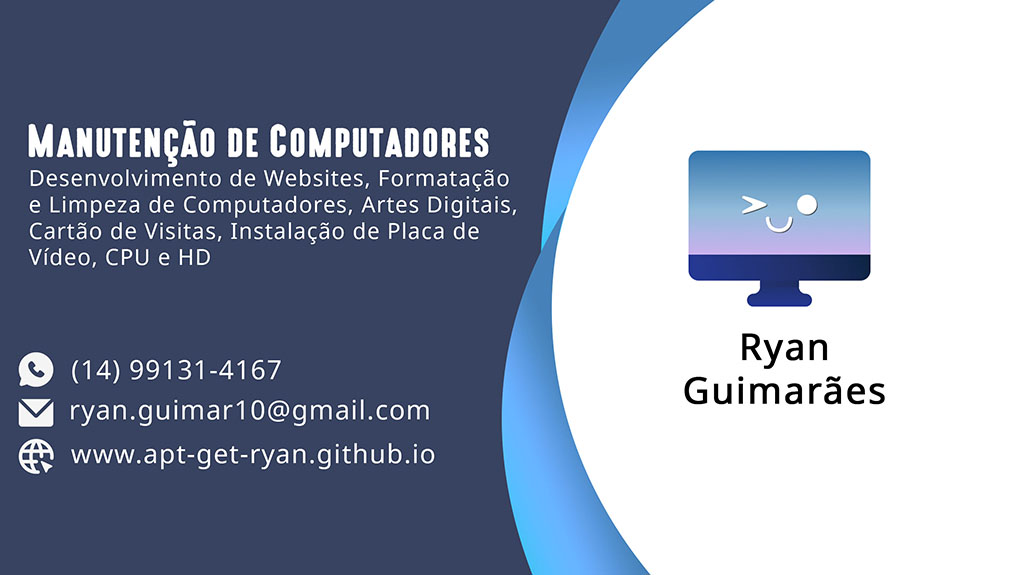 Manutenção de Computadores
Desenvolvimento de Websites, Formatação
e Limpeza de Computadores, Artes Digitais,
Cartão de Visitas, Instalação de Placa de
Vídeo, CPU e HD
(14) 99131-4167
ryan.guimar10@gmail.com
www.apt-get-ryan.github.io
Ryan
Guimarães